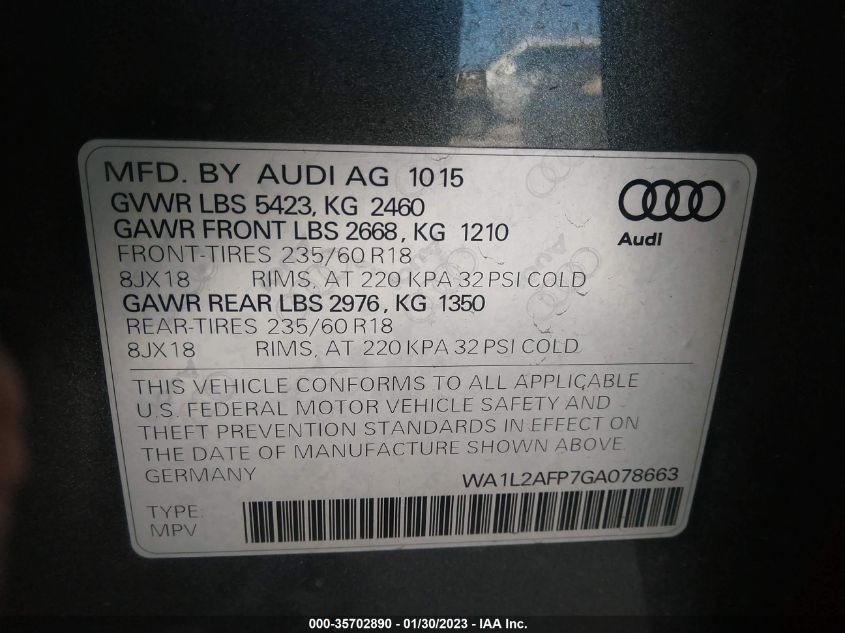 MFD. BY AUDI AG 1015
GVWR LBS 5423, KG 2460
GAWR FRONT LBS 2668, KG 1210
FRONT-TIRES 235/60 R18
8JX18 RIMS, AT 220 KPA 32 PSI COLD
GAWR REAR LBS 2976, KG 1350
REAR-TIRES 235/60 R18
8JX18 RIMS, AT 220 KPA 32 PSI COLD
Audi
THIS VEHICLE CONFORMS TO ALL APPLICABLE
U.S. FEDERAL MOTOR VEHICLE SAFETY AND
THEFT PREVENTION STANDARDS IN EFFECT ON
THE DATE OF MANUFACTURE SHOWN ABOVE.
GERMANY WA1L2AFP7GA078663
TYPE:
MPV
000-35702890 - 01/30/2023 - IAA Inc.